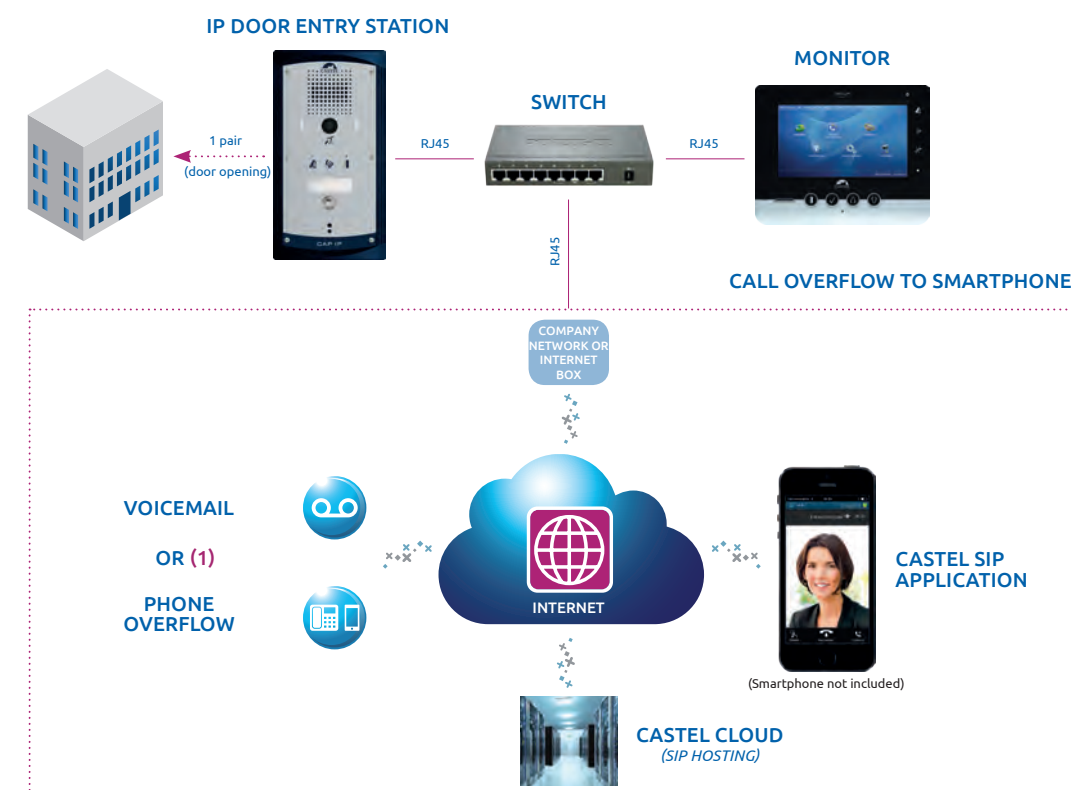 IP DOOR ENTRY STATION
MONITOR
SWITCH
CASTEL
1 pair
(door opening)
RJ45
RJ45
CAP IP
RJ45
CALL OVERFLOW TO SMARTPHONE
COMPANY
NETWORK OR
INTERNET
BOX
VOICEMAIL
OR (1)
PHONE
OVERFLOW
INTERNET
CASTEL SIP
APPLICATION
(Smartphone not included)
CASTEL CLOUD
(SIP HOSTING)